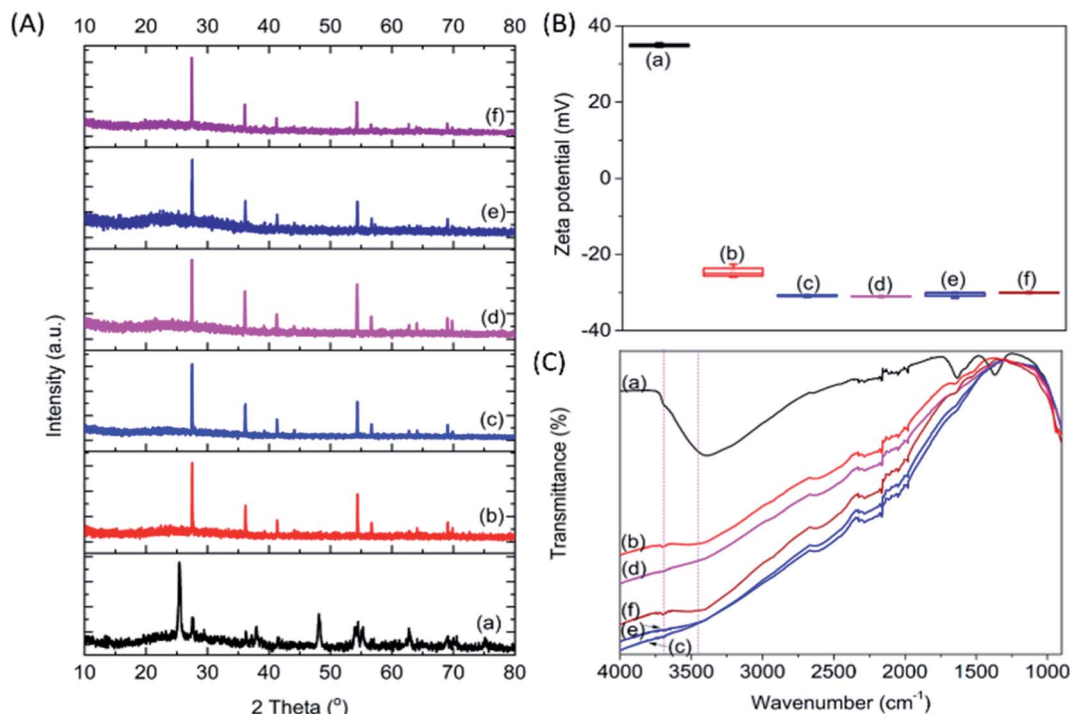 (A)
10 20 30 40 50 60 70 80
(f)
(e)
(d)
(c)
(b)
(a)
Intensity (a.u.)
10 20 30 40 50 60 70 80
2 Theta (o)
(B)
40
20
0
-20
-40
Zeta potential (mV)
(a)
(b)
(c) (d) (e) (f)
(C)
(a)
(b)
(d)
(f)
(e)
(c)
Transmittance (%)
4000 3500 3000 2500 2000 1500 1000
Wavenumber (cm-1)